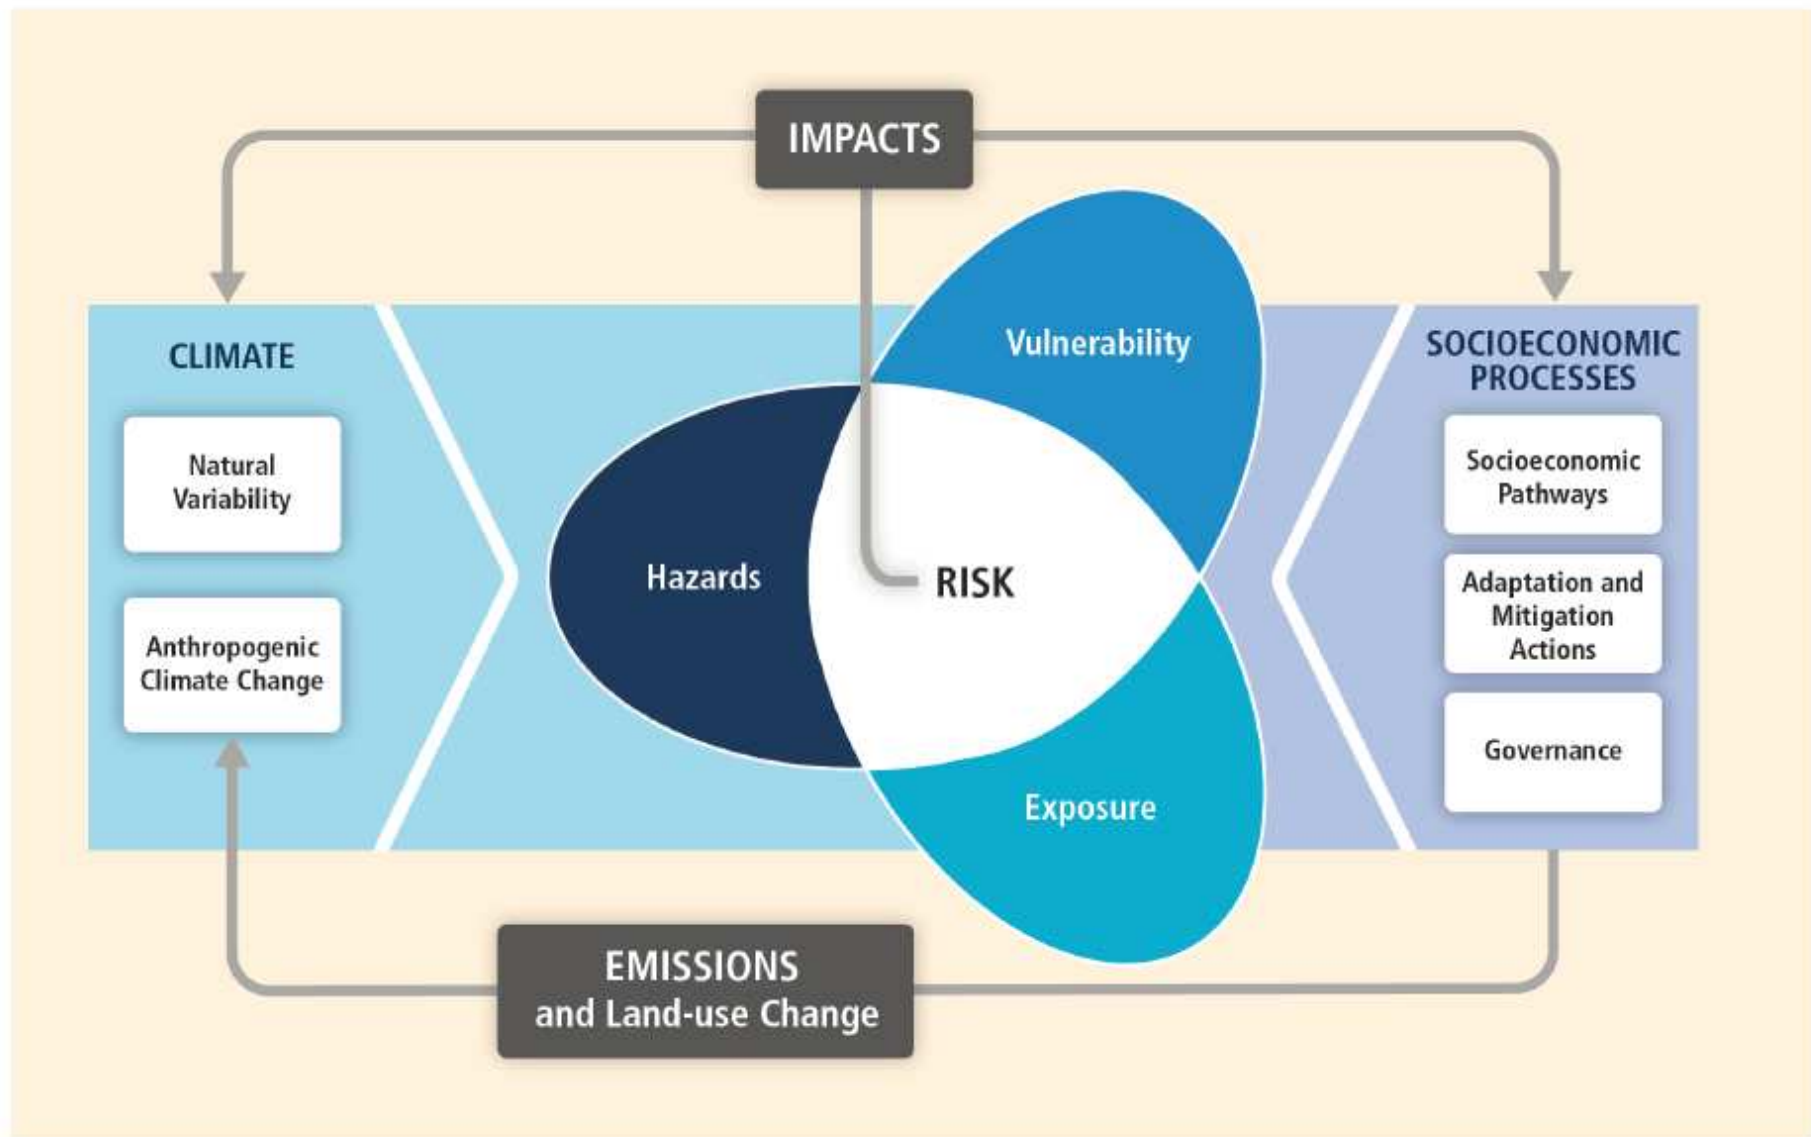 IMPACTS
CLIMATE
Natural
Variability
Anthropogenic
Climate Change
Vulnerability
Hazards
RISK
Exposure
SOCIOECONOMIC
PROCESSES
Socioeconomic
Pathways
Adaptation and
Mitigation
Actions
Governance
EMISSIONS
and Land-use Change